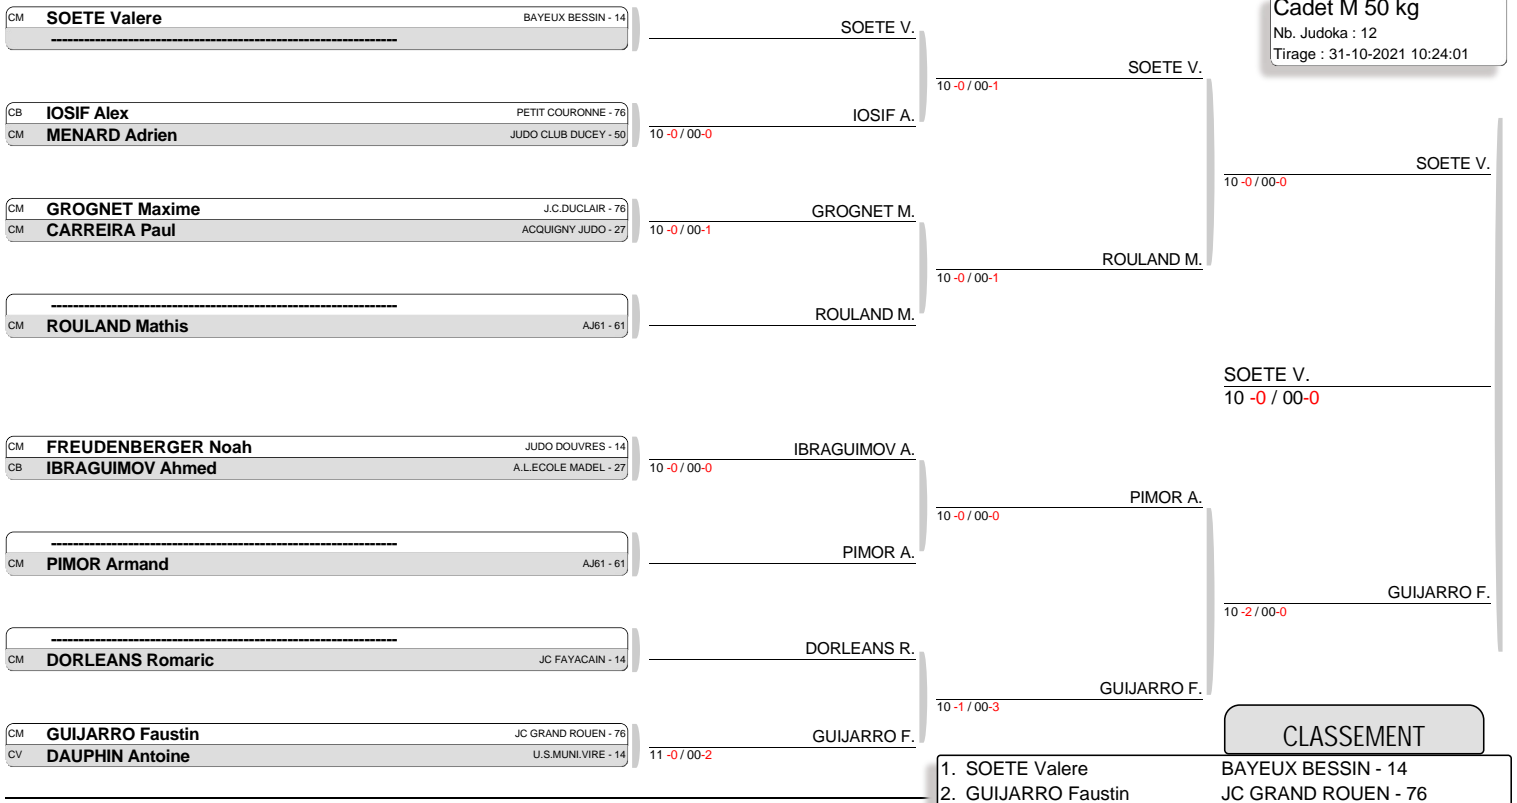 Cadet M 50 kg
Nb. Judoka : 12
Tirage : 31-10-2021 10:24:01
CM SOETE Valere BAYEUX BESSIN - 14
------------------------------------------------------------------------------
SOETE V.
SOETE V.
10 -0 / 00-1
CB IOSIF Alex PETIT COURONNE - 76
CM MENARD Adrien JUDO CLUB DUCEY - 50
IOSIF A.
10 -0 / 00-0
SOETE V.
10 -0 / 00-0
CM GROGNET Maxime J.C.DUCLAIR - 76
CM CARREIRA Paul ACQUIGNY JUDO - 27
GROGNET M.
10 -0 / 00-1
ROULAND M.
10 -0 / 00-1
------------------------------------------------------------------------------
CM ROULAND Mathis AJ61 - 61
ROULAND M.
SOETE V.
10 -0 / 00-0
CM FREUDENBERGER Noah JUDO DOUVRES - 14
CB IBRAGUIMOV Ahmed A.L.ECOLE MADEL - 27
IBRAGUIMOV A.
10 -0 / 00-0
PIMOR A.
10 -0 / 00-0
------------------------------------------------------------------------------
CM PIMOR Armand AJ61 - 61
PIMOR A.
GUIJARRO F.
10 -2 / 00-0
------------------------------------------------------------------------------
CM DORLEANS Romaric JC FAYACAIN - 14
DORLEANS R.
GUIJARRO F.
10 -1 / 00-3
CM GUIJARRO Faustin JC GRAND ROUEN - 76
CV DAUPHIN Antoine U.S.MUNI.VIRE - 14
GUIJARRO F.
11 -0 / 00-2
CLASSEMENT
1. SOETE Valere BAYEUX BESSIN - 14
2. GUIJARRO Faustin JC GRAND ROUEN - 76